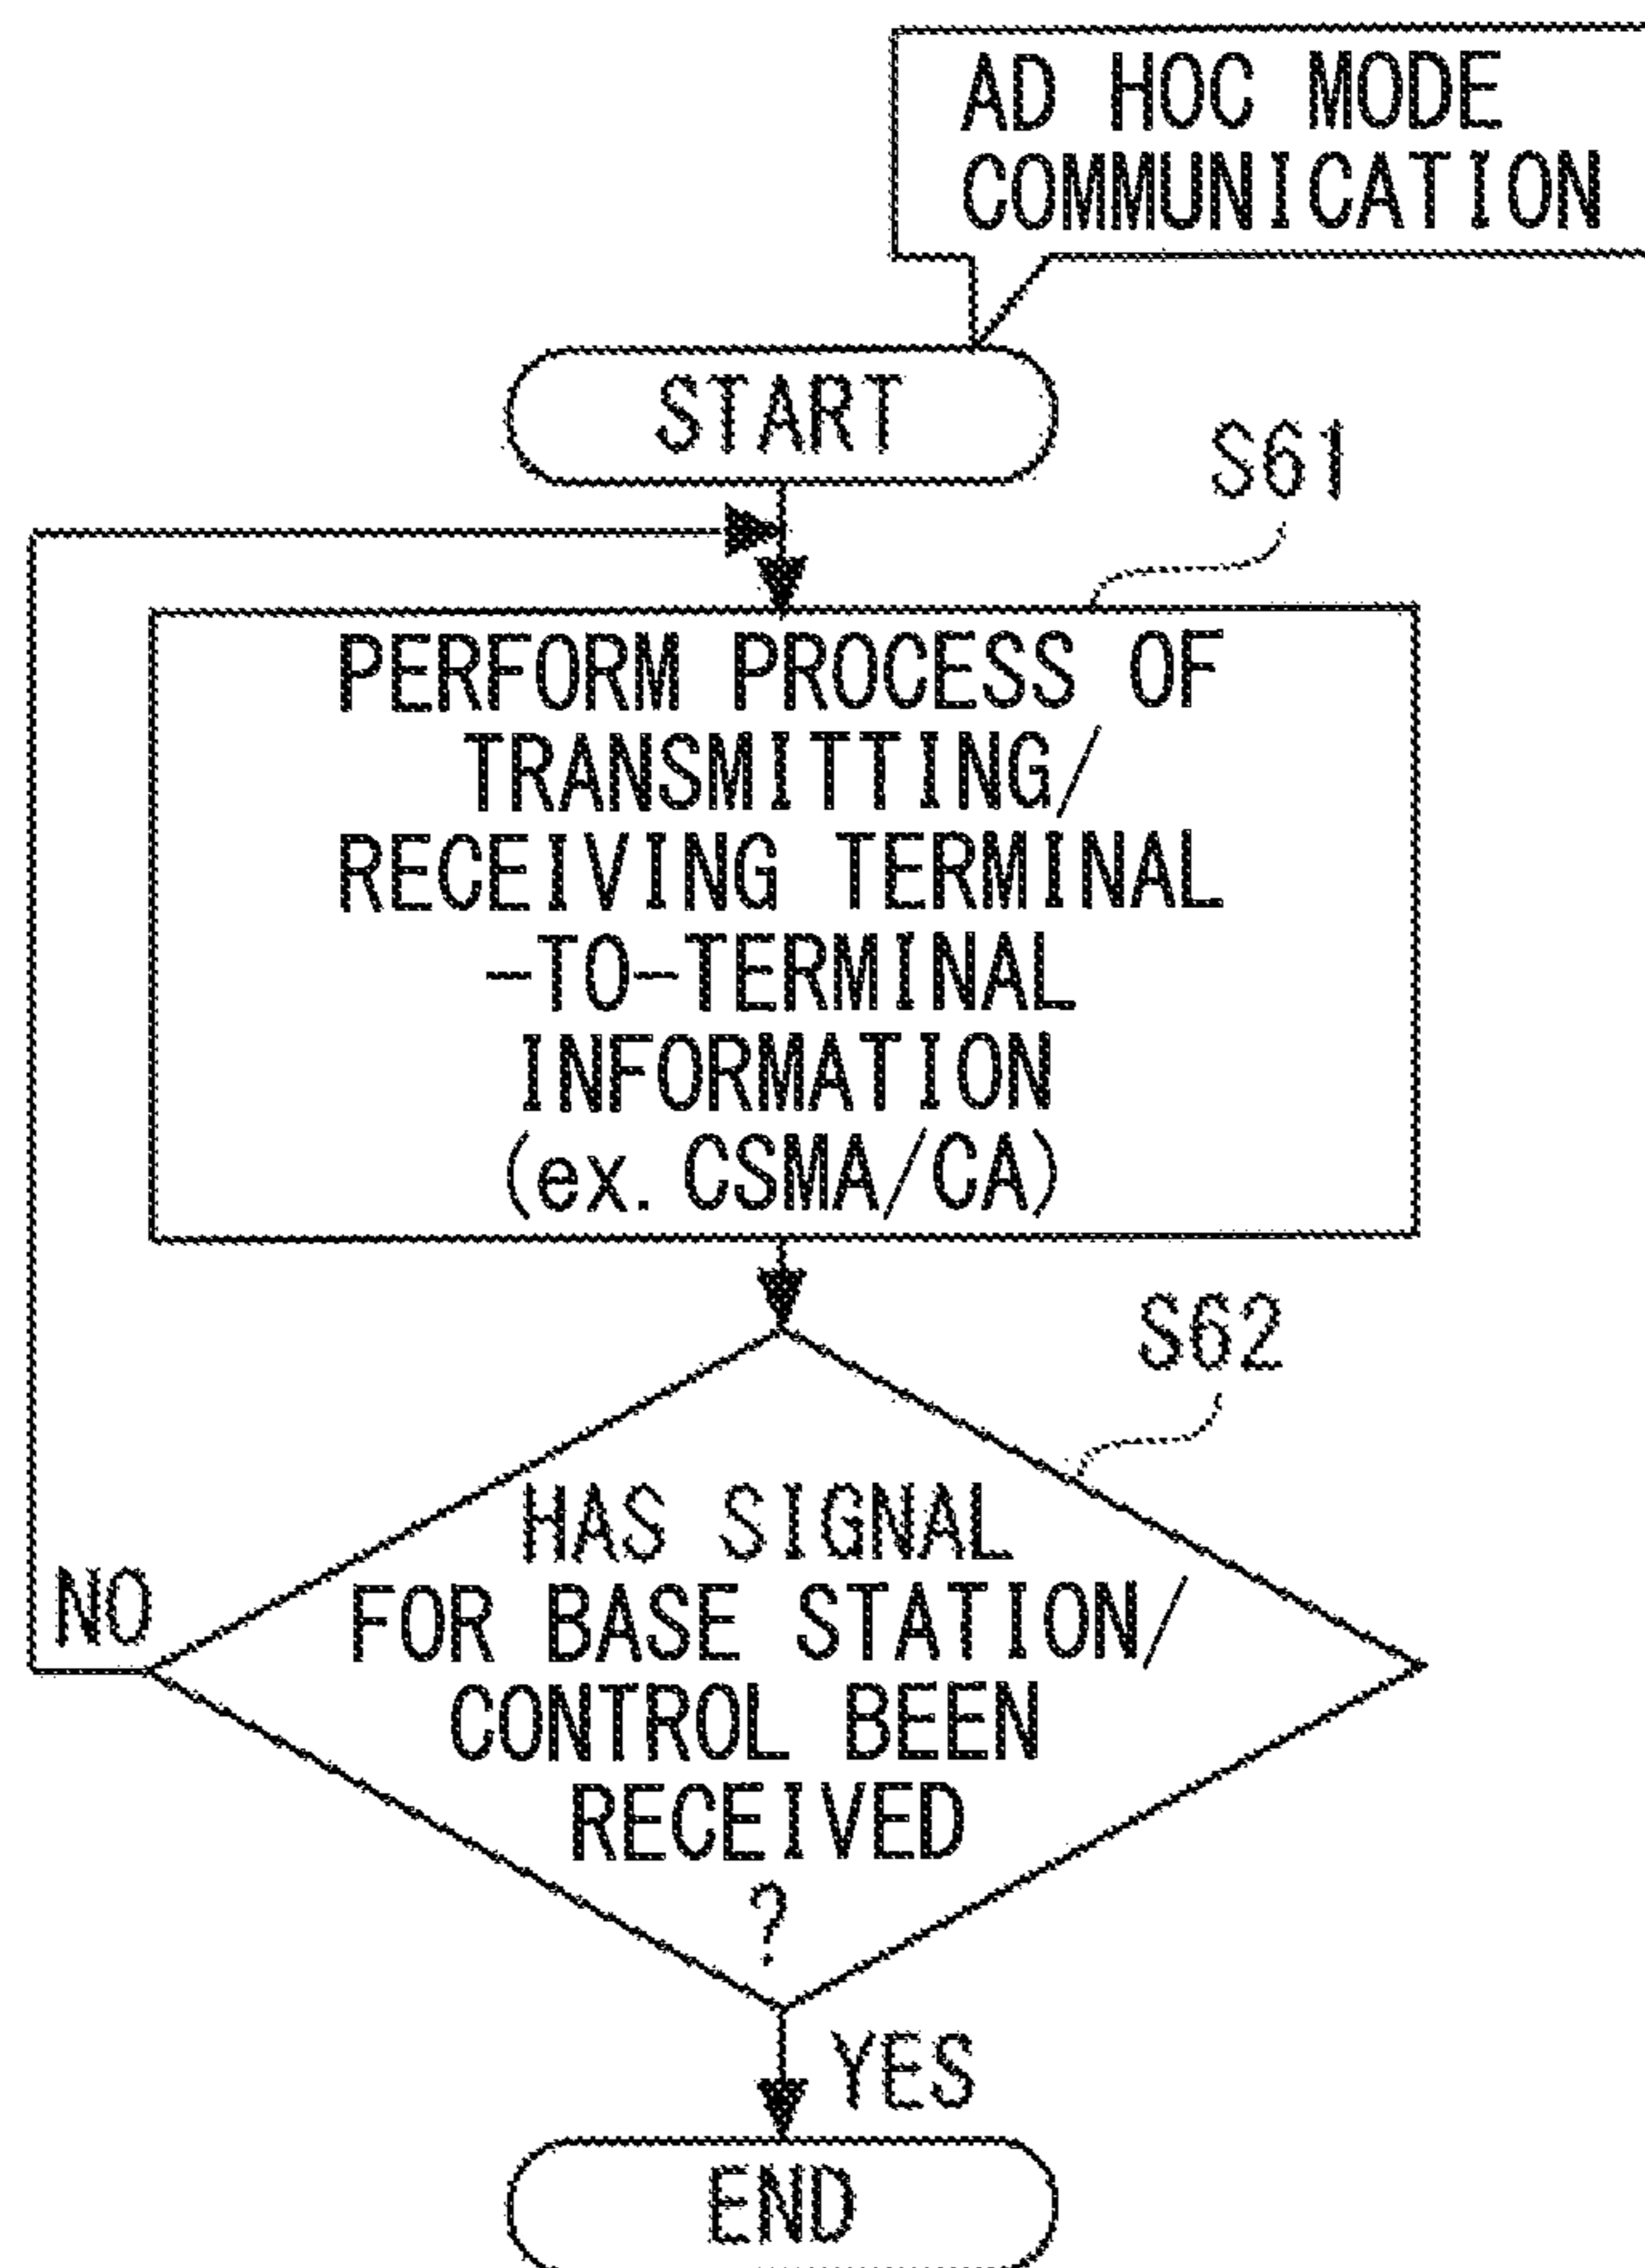 AD HOC MODE
COMMUNICATION
START
S61
PERFORM PROCESS OF
TRANSMITTING/
RECEIVING TERMINAL
-TO-TERMINAL
INFORMATION
(ex. CSMA/CA)
S62
HAS SIGNAL
FOR BASE STATION/
CONTROL BEEN
RECEIVED
?
NO
YES
END